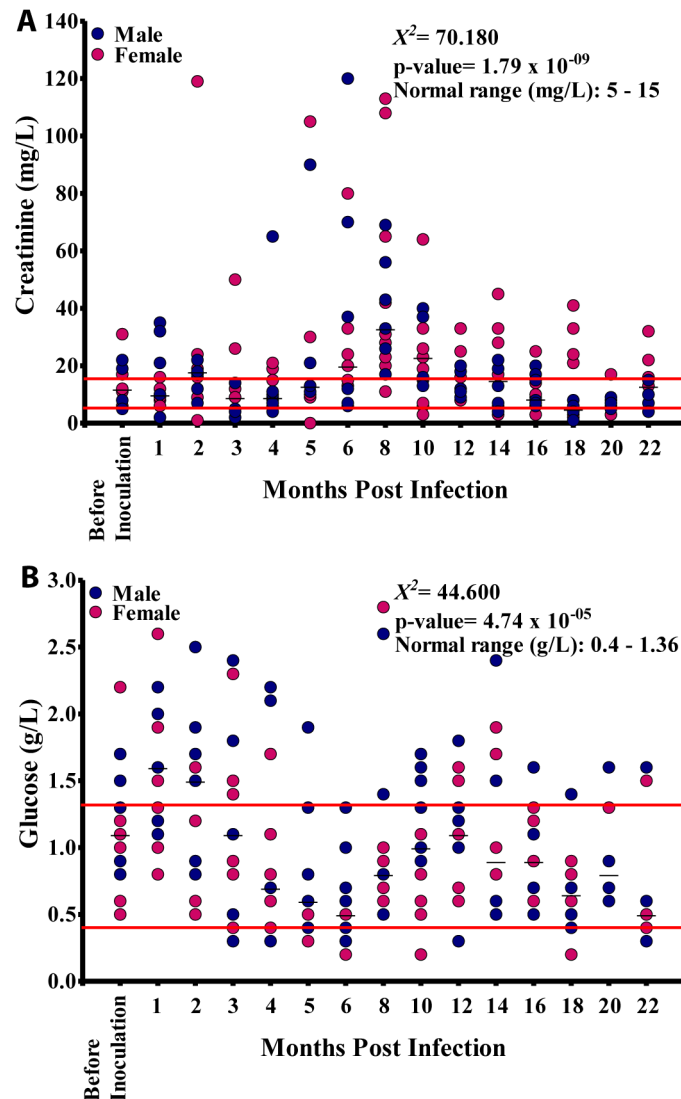 A
Male
Female
X²= 70.180
p-value= 1.79 x 10⁻⁰⁹
Normal range (mg/L): 5 - 15
Creatinine (mg/L)
140
120
100
80
60
40
20
0
Before Inoculation
1 2 3 4 5 6 8 10 12 14 16 18 20 22
Months Post Infection
B
Male
Female
X²= 44.600
p-value= 4.74 x 10⁻⁰⁵
Normal range (g/L): 0.4 - 1.36
Glucose (g/L)
3.0
2.5
2.0
1.5
1.0
0.5
0.0
Before
Inoculation
1 2 3 4 5 6 8 10 12 14 16 18 20 22
Months Post Infection